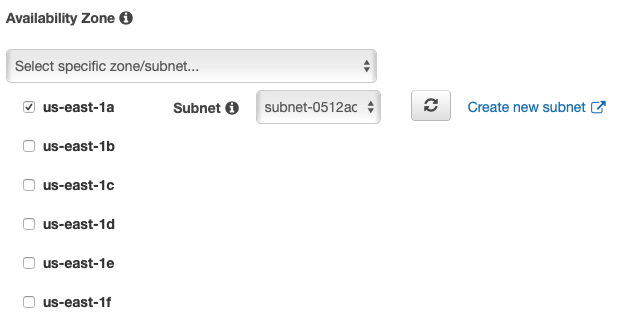 Availability Zone
Select specific zone/subnet...
us-east-1a Subnet subnet-0512ac Create new subnet
us-east-1b
us-east-1c
us-east-1d
us-east-1e
us-east-1f